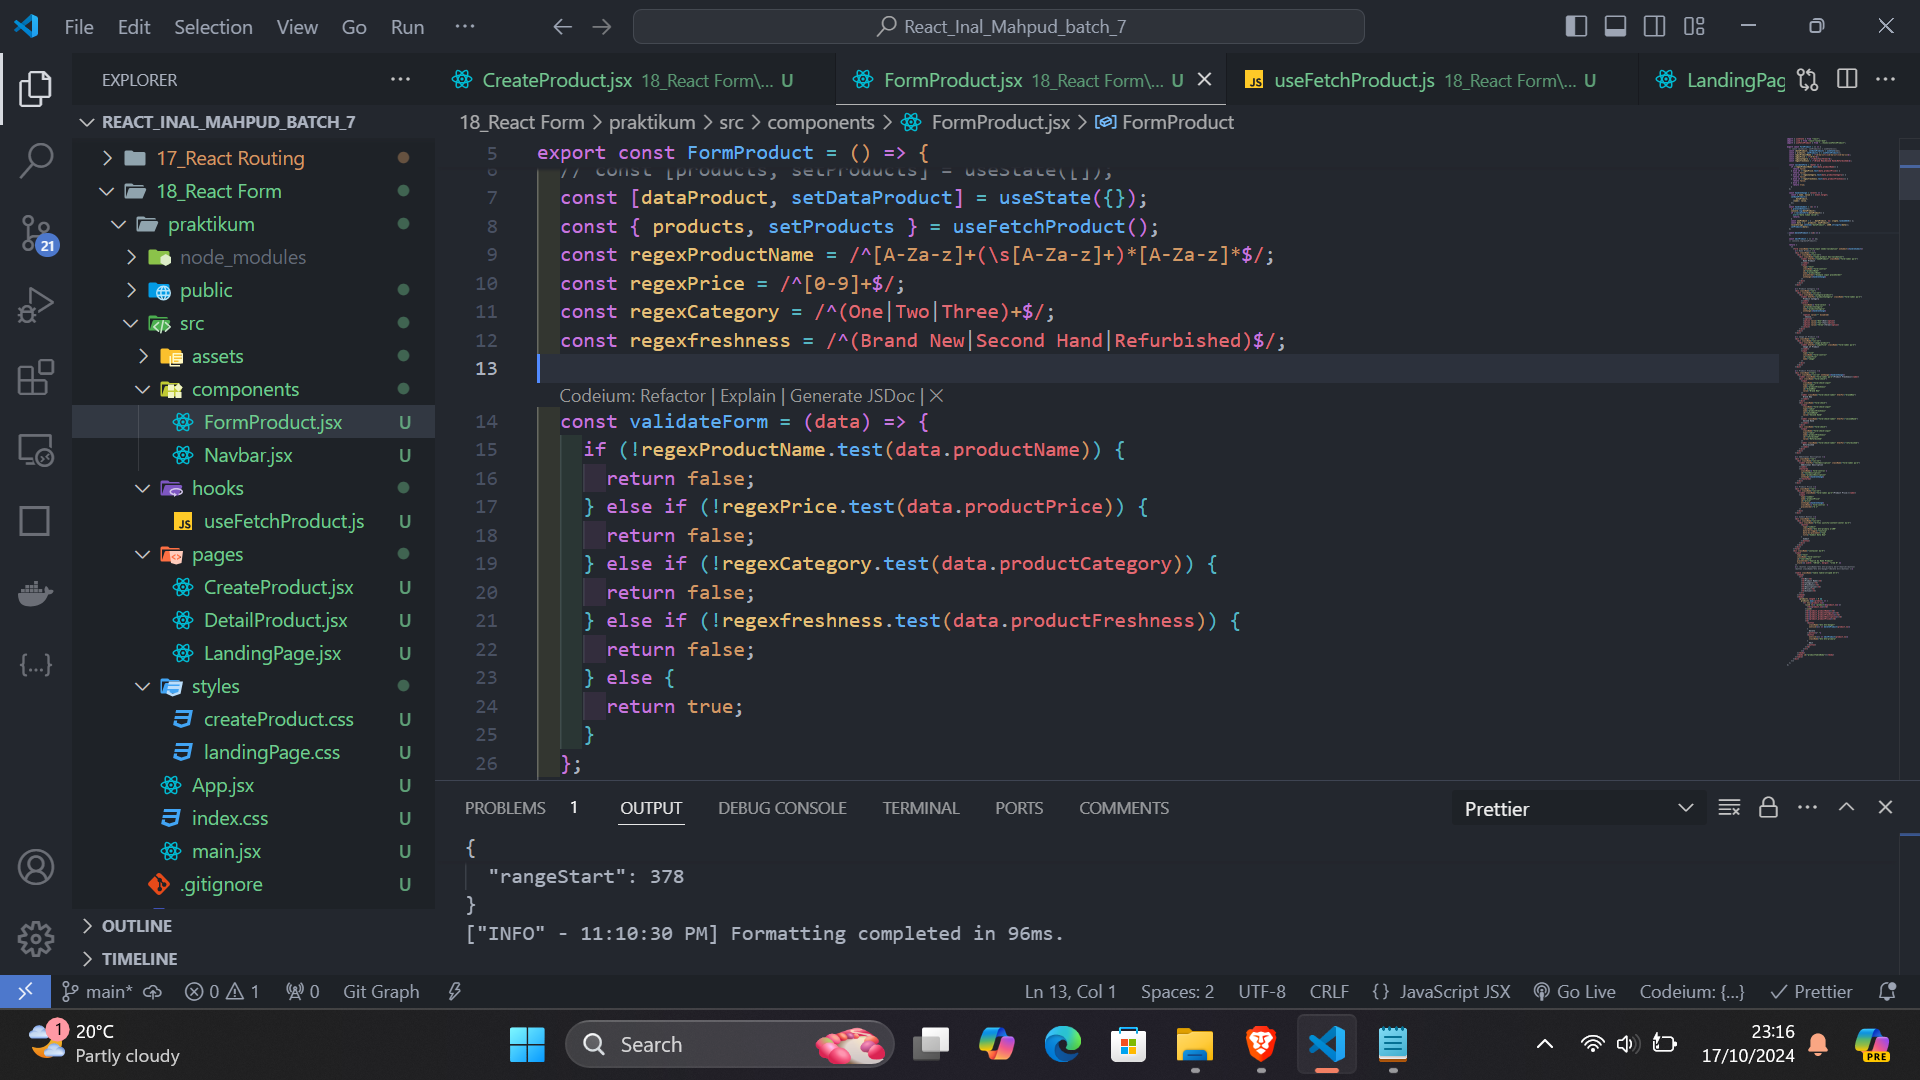 File Edit Selection View Go Run ···
React_Inal_Mahpud_batch_7
EXPLORER
CreateProduct.jsx 18_React Form\... U
FormProduct.jsx 18_React Form\... U
useFetchProduct.js 18_React Form\... U
LandingPag
18_React Form > praktikum > src > components > FormProduct.jsx > FormProduct
REACT_INAL_MAHPUD_BATCH_7
17_React Routing
18_React Form
praktikum
node_modules
public
src
assets
components
FormProduct.jsx U
Navbar.jsx U
hooks
useFetchProduct.js U
pages
CreateProduct.jsx U
DetailProduct.jsx U
LandingPage.jsx U
styles
createProduct.css U
landingPage.css U
App.jsx U
index.css U
main.jsx U
.gitignore U
OUTLINE
TIMELINE
21
5 export const FormProduct = () => {
6 // const [products, setProducts] = useState([]);
7 const [dataProduct, setDataProduct] = useState({});
8 const { products, setProducts } = useFetchProduct();
9 const regexProductName = /^[A-Za-z]+(\s[A-Za-z]+)*[A-Za-z]*$/;
10 const regexPrice = /^[0-9]+$/;
11 const regexCategory = /^(One|Two|Three)+$/;
12 const regexfreshness = /^(Brand New|Second Hand|Refurbished)$/;
13
Codeium: Refactor | Explain | Generate JSDoc | ×
14 const validateForm = (data) => {
15 if (!regexProductName.test(data.productName)) {
16 return false;
17 } else if (!regexPrice.test(data.productPrice)) {
18 return false;
19 } else if (!regexCategory.test(data.productCategory)) {
20 return false;
21 } else if (!regexfreshness.test(data.productFreshness)) {
22 return false;
23 } else {
24 return true;
25 }
26 };
PROBLEMS 1 OUTPUT DEBUG CONSOLE TERMINAL PORTS COMMENTS
Prettier
{
"rangeStart": 378
}
["INFO" - 11:10:30 PM] Formatting completed in 96ms.
main* 0 1 0 Git Graph
Ln 13, Col 1 Spaces: 2 UTF-8 CRLF {} JavaScript JSX Go Live Codeium: {...} Prettier
1
20°C
Partly cloudy
Search
23:16
17/10/2024
PRE